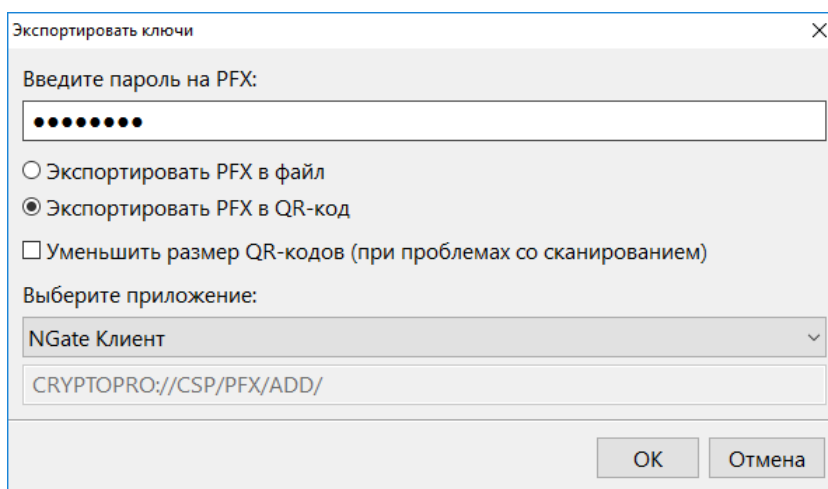 Экспортировать ключи
Введите пароль на PFX:
●●●●●●●●
Экспортировать PFX в файл
Экспортировать PFX в QR-код
Уменьшить размер QR-кодов (при проблемах со сканированием)
Выберите приложение:
NGate Клиент
CRYPTOPRO://CSP/PFX/ADD/
ОК Отмена